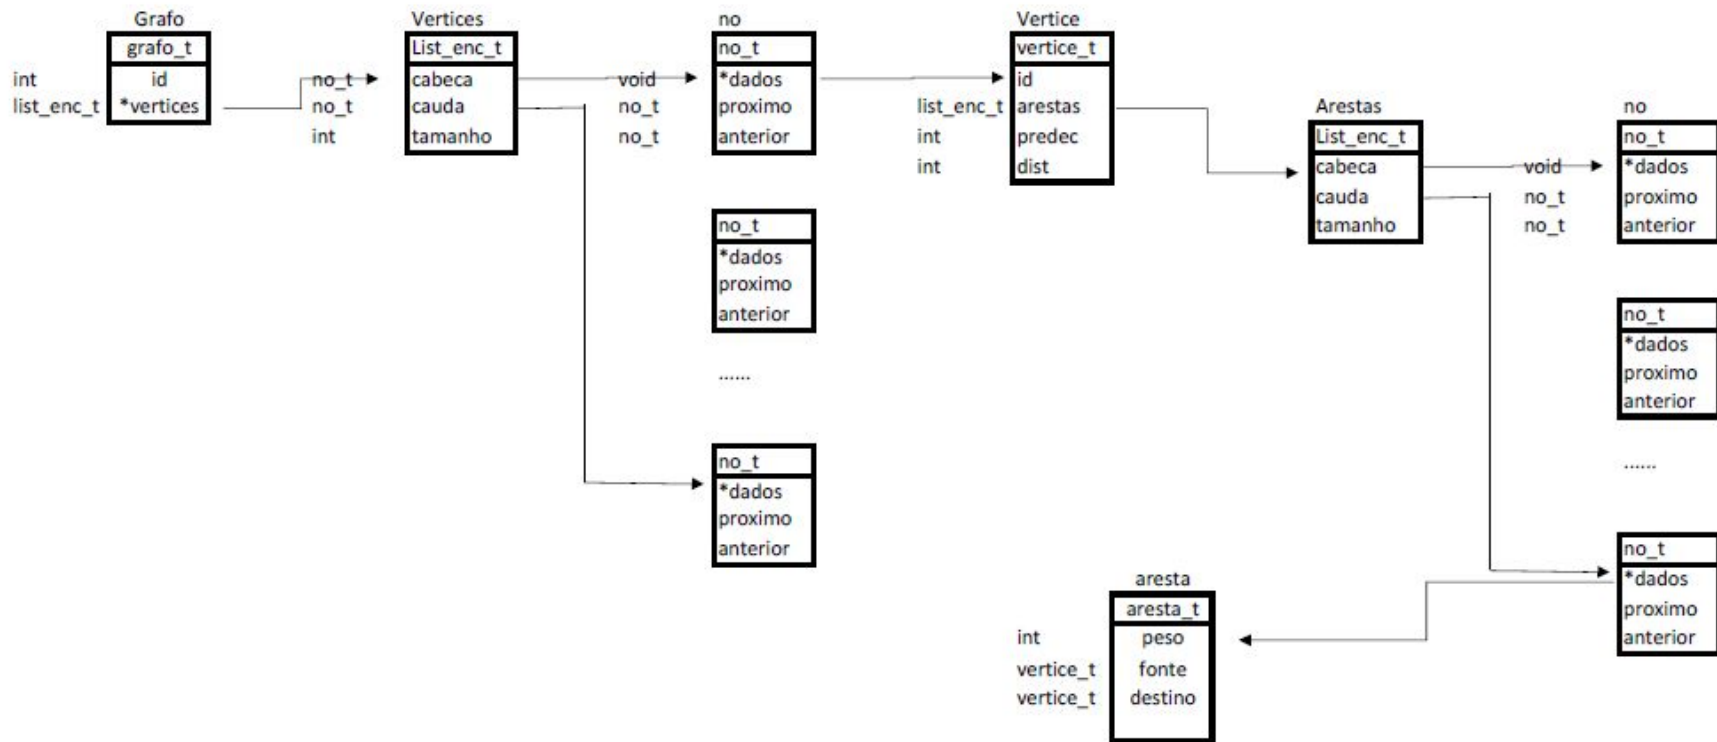 Grafo
grafo_t
int id
list_enc_t *vertices
Vertices
List_enc_t
no_t cabeca
no_t cauda
int tamanho
no
no_t
void *dados
no_t proximo
no_t anterior
no_t
*dados
proximo
anterior
......
no_t
*dados
proximo
anterior
Vertice
vertice_t
id
list_enc_t arestas
int predec
int dist
Arestas
List_enc_t
cabeca
cauda
tamanho
no
no_t
void *dados
no_t proximo
no_t anterior
no_t
*dados
proximo
anterior
......
no_t
*dados
proximo
anterior
aresta
aresta_t
int peso
vertice_t fonte
vertice_t destino